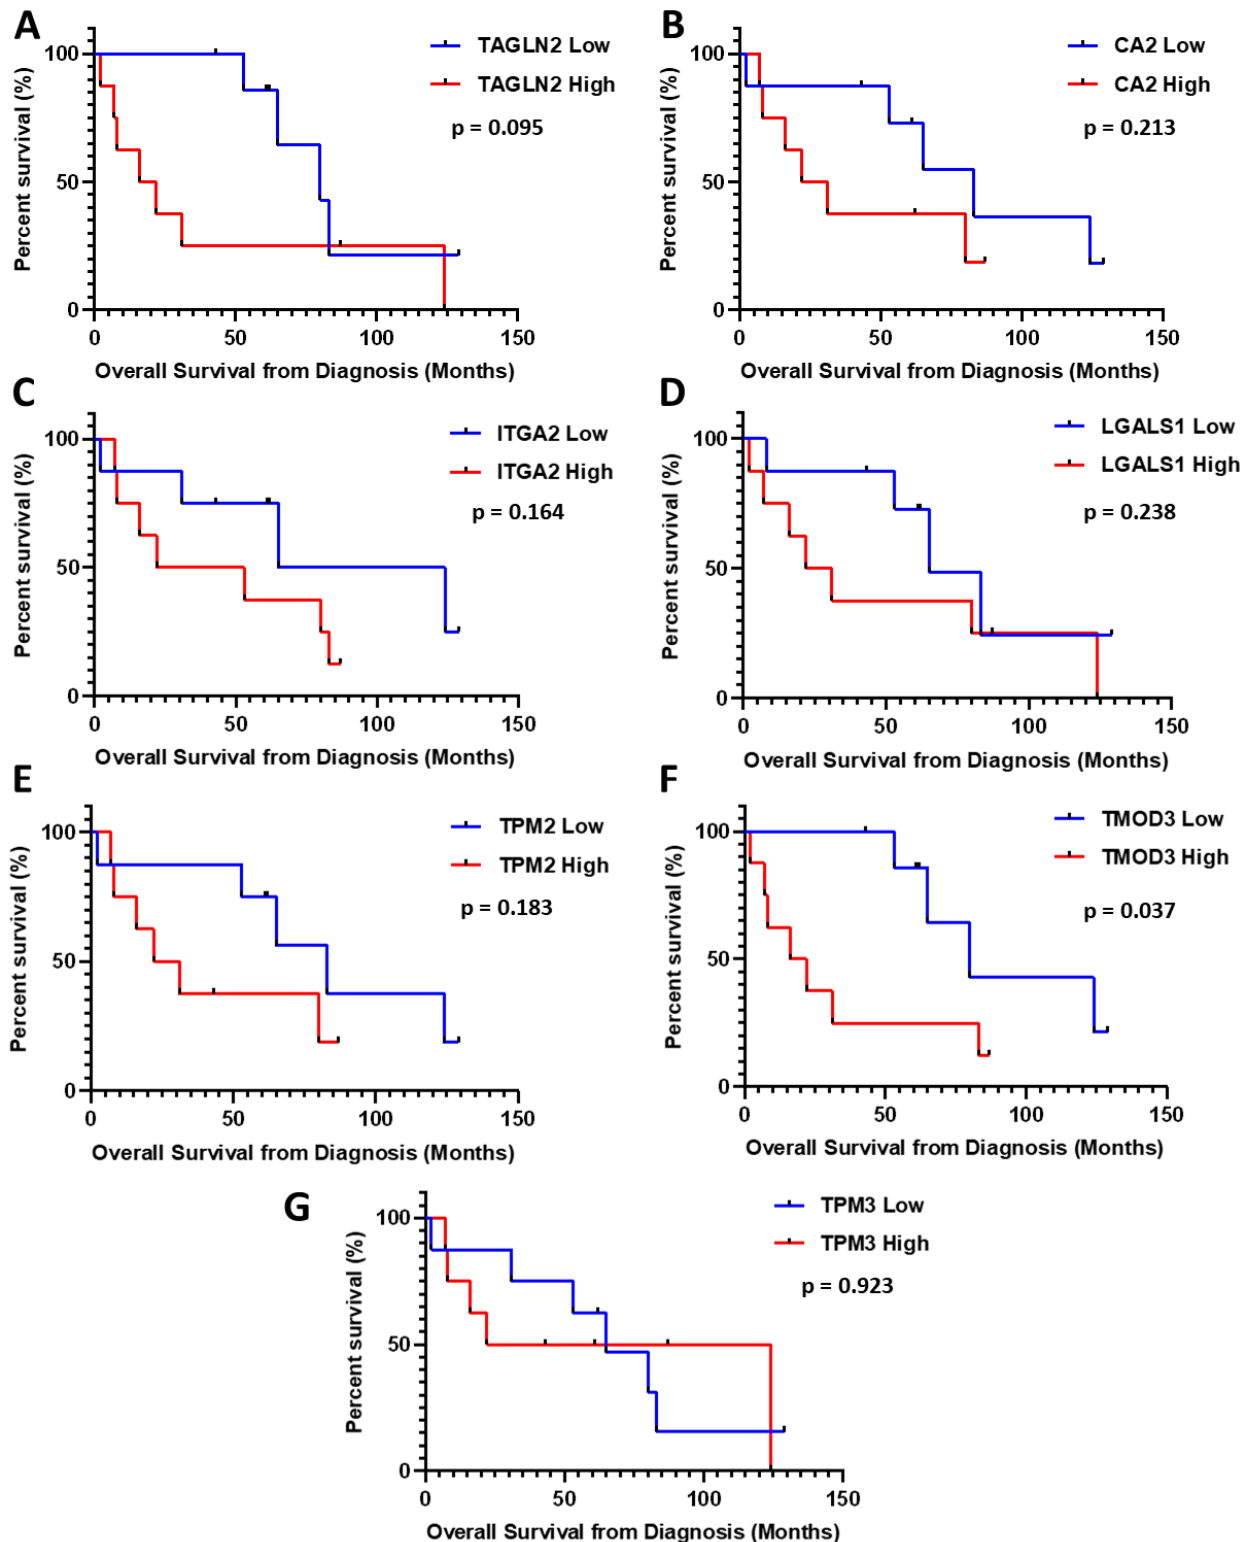 A
TAGLN2 Low
TAGLN2 High
p = 0.095
Percent survival (%)
100
50
0
0 50 100 150
Overall Survival from Diagnosis (Months)
B
CA2 Low
CA2 High
p = 0.213
Percent survival (%)
100
50
0
0 50 100 150
Overall Survival from Diagnosis (Months)
C
ITGA2 Low
ITGA2 High
p = 0.164
Percent survival (%)
100
50
0
0 50 100 150
Overall Survival from Diagnosis (Months)
D
LGALS1 Low
LGALS1 High
p = 0.238
Percent survival (%)
100
50
0
0 50 100 150
Overall Survival from Diagnosis (Months)
E
TPM2 Low
TPM2 High
p = 0.183
Percent survival (%)
100
50
0
0 50 100 150
Overall Survival from Diagnosis (Months)
F
TMOD3 Low
TMOD3 High
p = 0.037
Percent survival (%)
100
50
0
0 50 100 150
Overall Survival from Diagnosis (Months)
G
TPM3 Low
TPM3 High
p = 0.923
Percent survival (%)
100
50
0
0 50 100 150
Overall Survival from Diagnosis (Months)